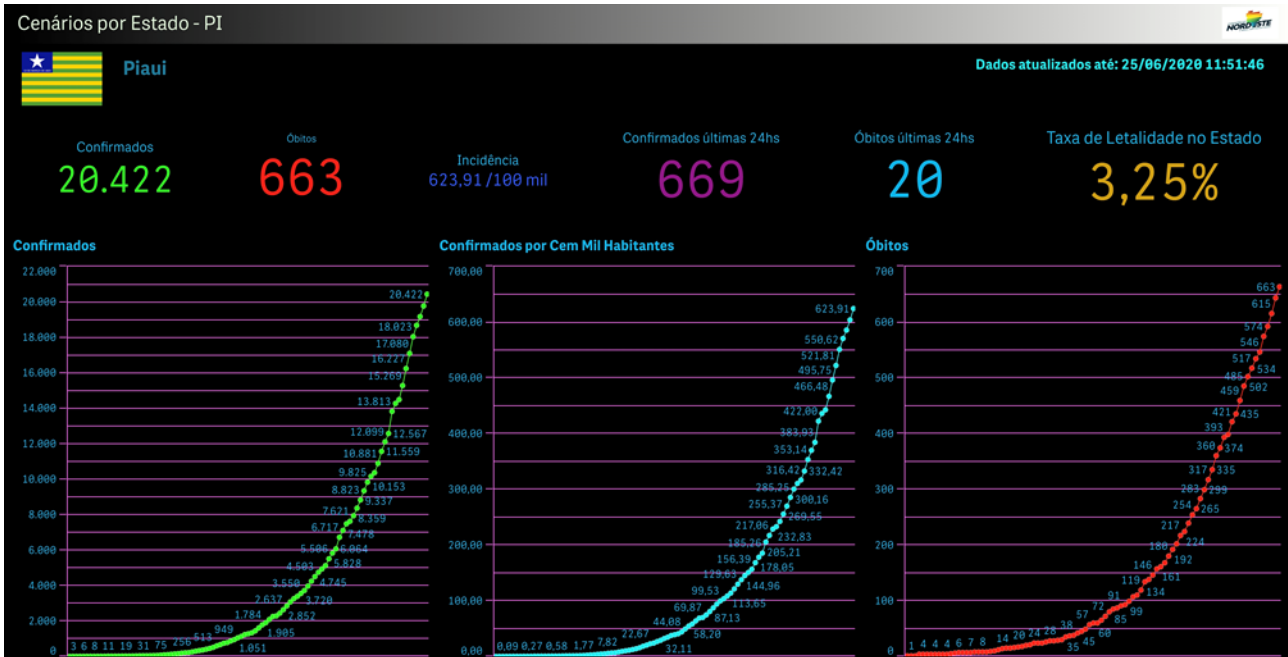 Cenários por Estado - PI
NORDESTE
Piaui
Dados atualizados até: 25/06/2020 11:51:46
Confirmados
20.422
Óbitos
663
Incidência
623,91 /100 mil
Confirmados últimas 24hs
669
Óbitos últimas 24hs
20
Taxa de Letalidade no Estado
3,25%
Confirmados
22.000
20.000
18.000
16.000
14.000
12.000
10.000
8.000
6.000
4.000
2.000
0
3 6 8 11 19 31 75 256 513 949 1.784 2.637 3.550 4.503 5.506 6.717 7.621 8.823 9.825 10.881 12.099 13.813 15.269 16.227 17.080 18.023 20.422
1.051 1.905 2.852 3.720 4.745 5.828 6.064 7.478 8.359 9.337 10.153 11.559 12.567
Confirmados por Cem Mil Habitantes
700,00
600,00
500,00
400,00
300,00
200,00
100,00
0,00
0,09 0,27 0,58 1,77 7,82 22,67 44,08 69,87 99,53 129,63 156,39 185,26 217,06 255,37 285,25 316,42 353,14 383,93 422,00 466,48 495,75 521,81 550,62 623,91
32,11 58,20 87,13 113,65 144,96 178,05 205,21 232,83 269,55 300,16 332,42
Óbitos
700
600
500
400
300
200
100
0
1 4 4 4 6 7 8 14 20 24 28 38 57 72 91 119 146 180 217 254 283 317 360 393 421 459 485 517 546 574 615 663
35 45 60 85 99 134 161 192 224 265 299 335 374 435 502 534